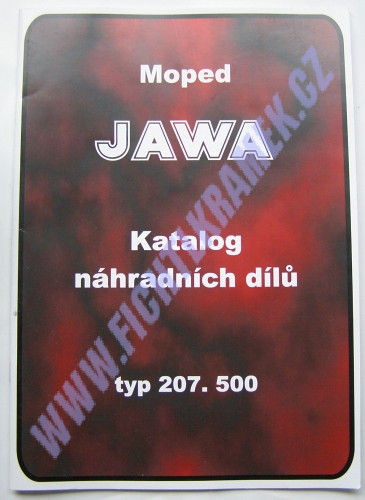 Moped
JAWA
Katalog
náhradních dílů
typ 207. 500
WWW.FICHTLKRAMEK.CZ